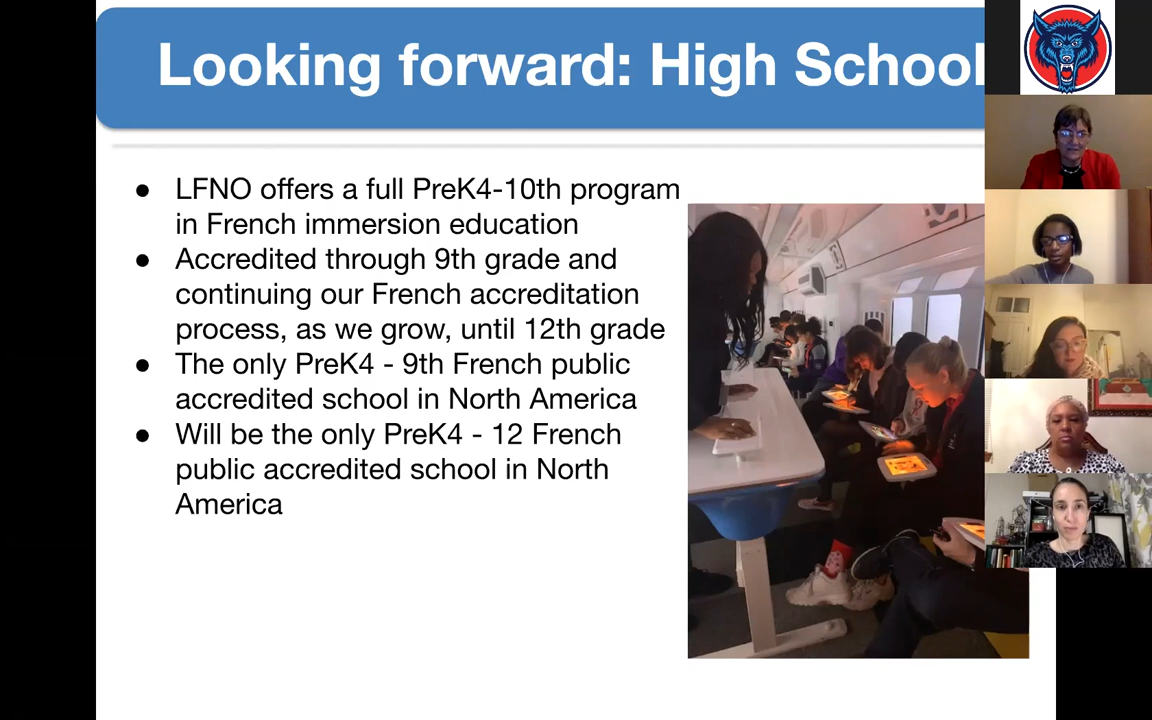 Looking forward: High School
● LFNO offers a full PreK4-10th program
in French immersion education
● Accredited through 9th grade and
continuing our French accreditation
process, as we grow, until 12th grade
● The only PreK4 - 9th French public
accredited school in North America
● Will be the only PreK4 - 12 French
public accredited school in North
America